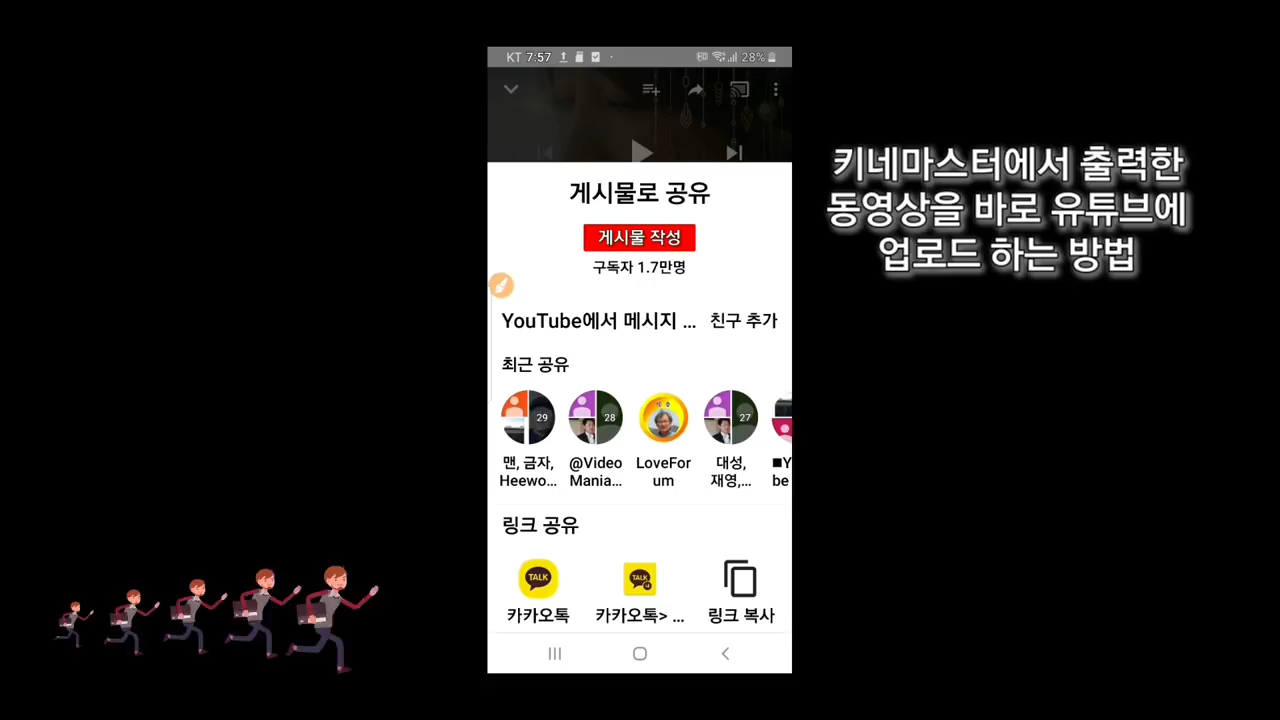 KT 7:57
28%
게시물로 공유
게시물 작성
구독자 1.7만명
YouTube에서 메시지 ... 친구 추가
최근 공유
29 28 27
맨, 금자, @Video LoveFor 대성, ■Y
Heewo... Mania... um 재영,... be
링크 공유
TALK TALK
카카오톡 카카오톡> ... 링크 복사
키네마스터에서 출력한
동영상을 바로 유튜브에
업로드 하는 방법